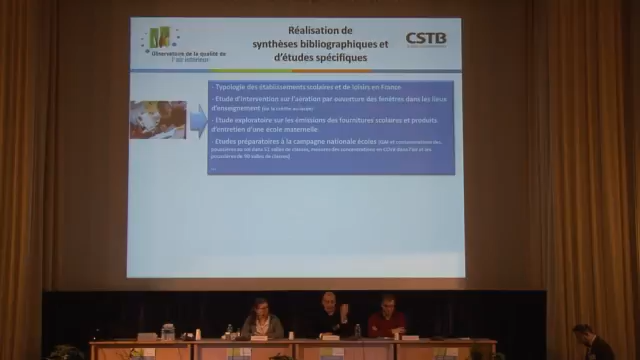 Observatoire de la qualité de
l'air intérieur
Réalisation de
synthèses bibliographiques et
d'études spécifiques
CSTB
- Typologie des établissements scolaires et de loisirs en France
- Etude d'intervention sur l'aération par ouverture des fenêtres dans les lieux
d'enseignement
- Etude exploratoire sur les émissions des fournitures scolaires et produits
d'entretien d'une école maternelle
- Etudes préparatoires à la campagne nationale écoles
...